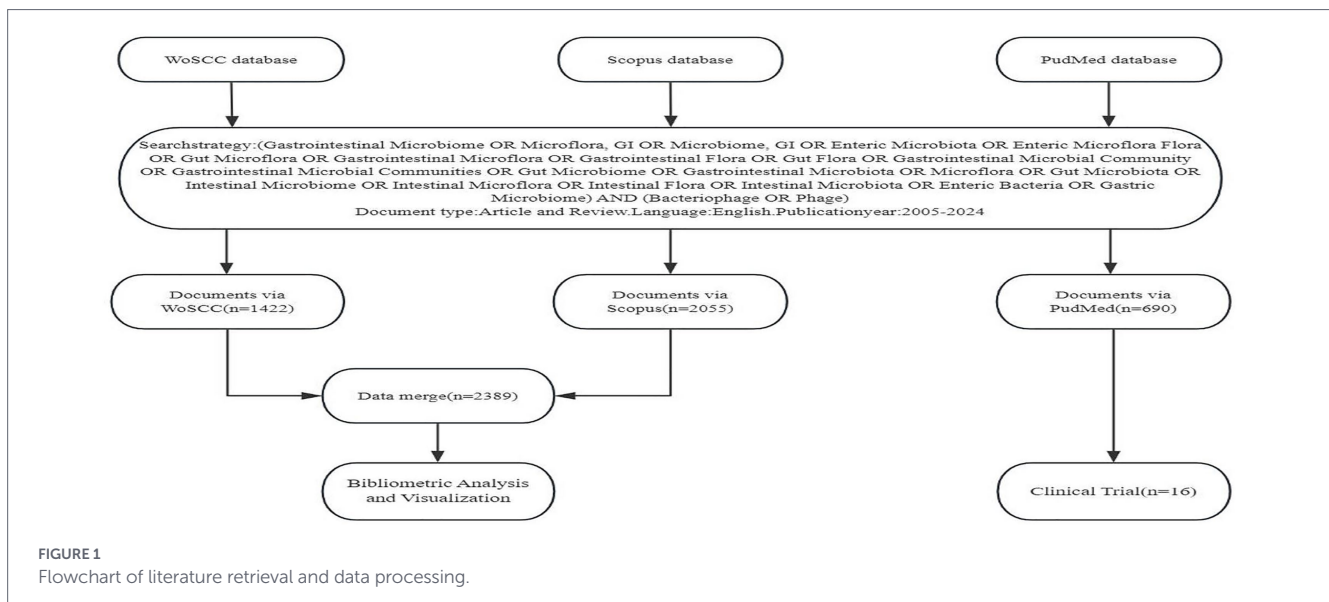 WoSCC database
Scopus database
PudMed database
Searchstrategy:(Gastrointestinal Microbiome OR Microflora, GI OR Microbiome, GI OR Enteric Microbiota OR Enteric Microflora Flora
OR Gut Microflora OR Gastrointestinal Microflora OR Gastrointestinal Flora OR Gut Flora OR Gastrointestinal Microbial Community
OR Gastrointestinal Microbial Communities OR Gut Microbiome OR Gastrointestinal Microbiota OR Microflora OR Gut Microbiota OR
Intestinal Microbiome OR Intestinal Microflora OR Intestinal Flora OR Intestinal Microbiota OR Enteric Bacteria OR Gastric
Microbiome) AND (Bacteriophage OR Phage)
Document type:Article and Review.Language:English.Publicationyear:2005-2024
Documents via
WoSCC(n=1422)
Documents via
Scopus(n=2055)
Documents via
PudMed(n=690)
Data merge(n=2389)
Bibliometric Analysis
and Visualization
Clinical Trial(n=16)
FIGURE 1
Flowchart of literature retrieval and data processing.